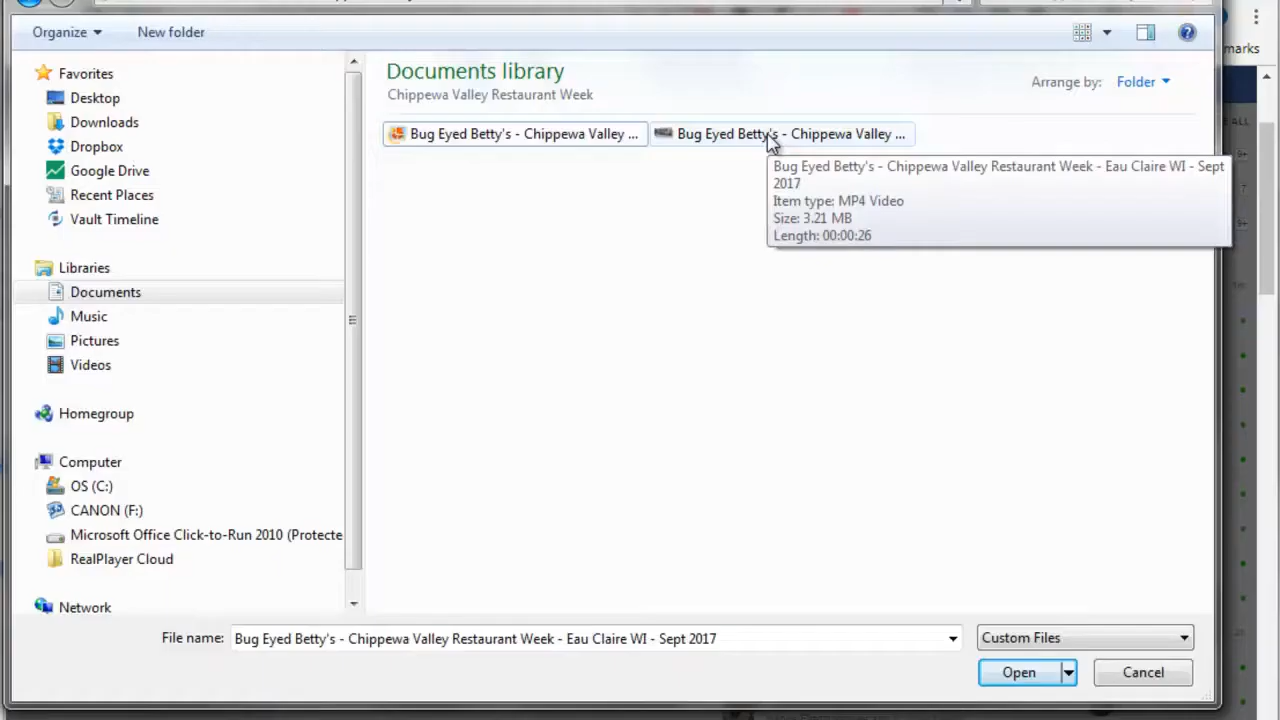 Organize
New folder
marks
Favorites
Desktop
Downloads
Dropbox
Google Drive
Recent Places
Vault Timeline
Libraries
Documents
Music
Pictures
Videos
Homegroup
Computer
OS (C:)
CANON (F:)
Microsoft Office Click-to-Run 2010 (Protecte
RealPlayer Cloud
Network
Documents library
Chippewa Valley Restaurant Week
Arrange by: Folder
Bug Eyed Betty's - Chippewa Valley ...
Bug Eyed Betty's - Chippewa Valley ...
Bug Eyed Betty's - Chippewa Valley Restaurant Week - Eau Claire WI - Sept
2017
Item type: MP4 Video
Size: 3.21 MB
Length: 00:00:26
File name: Bug Eyed Betty's - Chippewa Valley Restaurant Week - Eau Claire WI - Sept 2017
Custom Files
Open
Cancel